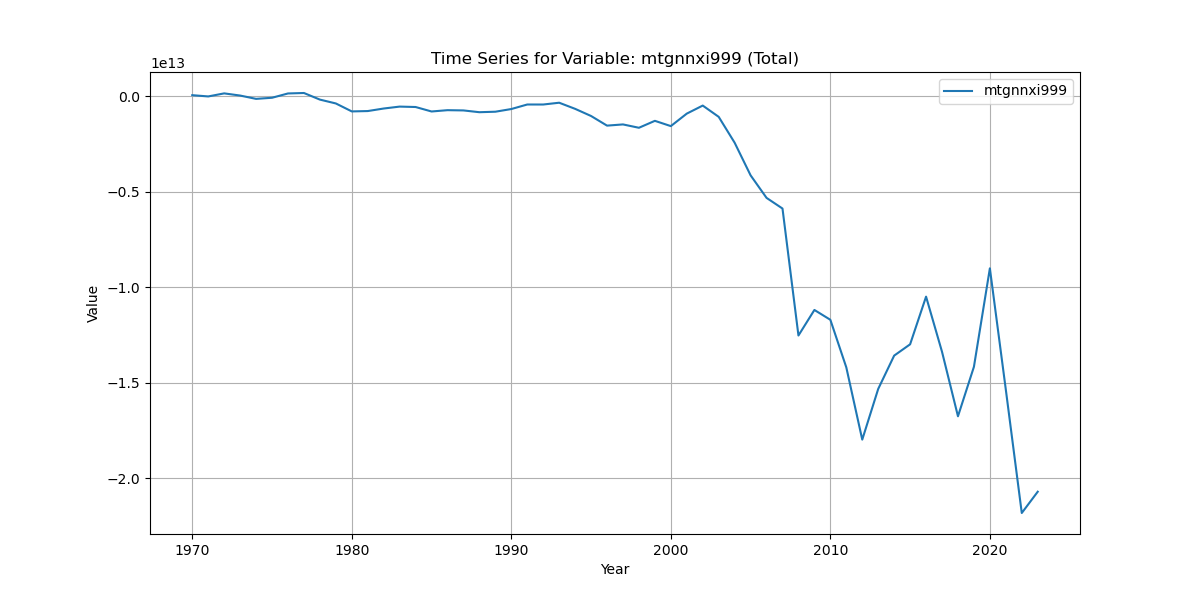 Time Series for Variable: mtgnnxi999 (Total)
1e13
mtgnnxi999
0.0
−0.5
−1.0
−1.5
−2.0
Value
1970 1980 1990 2000 2010 2020
Year